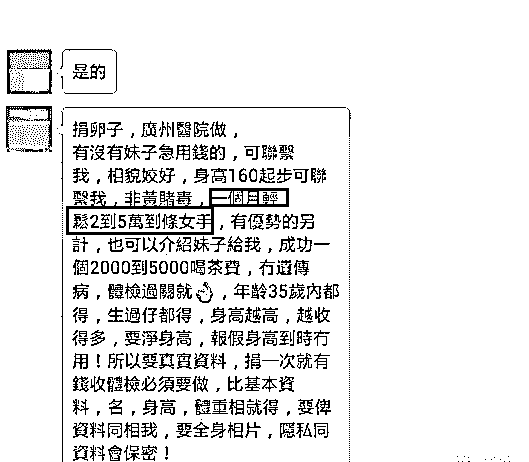 是的
捐卵子，廣州醫院做，
有沒有妹子急用錢的，可聯繫
我，相貌姣好，身高160起步可聯
繫我，非黃賭毒，一個月輕
鬆2到5萬到條女手，有優勢的另
計，也可以介紹妹子給我，成功一
個2000到5000喝茶費，冇遺傳
病，體檢過關就👌，年齡35歲內都
得，生過仔都得，身高越高，越收
得多，要淨身高，報假身高到時冇
用！所以要真實資料，捐一次就有
錢收體檢必須要做，比基本資
料，名，身高，體重相就得，要俾
資料同相我，要全身相片，隱私同
資料會保密！